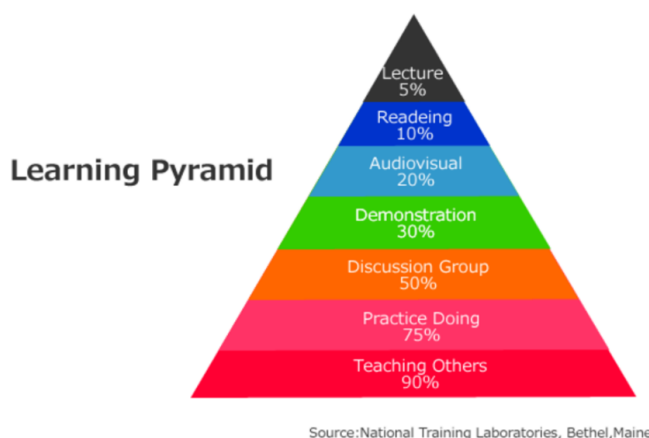 Lecture
5%
Readeing
10%
Audiovisual
20%
Learning Pyramid
Demonstration
30%
Discussion Group
50%
Practice Doing
75%
Teaching Others
90%
Source:National Training Laboratories, Bethel,Maine